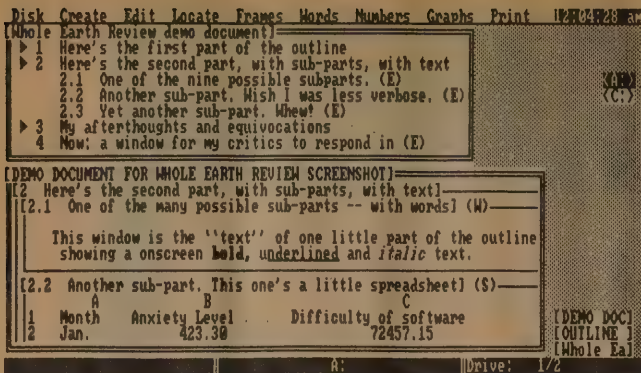 Disk Create Edit Locate Frames Words Numbers Graphs Print 12:04:28 a
[Whole Earth Review demo document]
1 Here's the first part of the outline
2 Here's the second part, with sub-parts, with text
2.1 One of the nine possible subparts. (E)
2.2 Another sub-part. Wish I was less verbose. (E)
2.3 Yet another sub-part. Whew! (E)
3 My afterthoughts and equivocations
4 Now: a window for my critics to respond in (E)
(A:)
(C:)
[DEMO DOCUMENT FOR WHOLE EARTH REVIEW SCREENSHOT]
[2 Here's the second part, with sub-parts, with text]
[2.1 One of the many possible sub-parts -- with words] (W)
This window is the ''text'' of one little part of the outline
showing a onscreen bold, underlined and italic text.
[2.2 Another sub-part. This one's a little spreadsheet] (S)
A B C
1 Month Anxiety Level Difficulty of software
2 Jan. 423.30 72457.15
[DEMO DOC]
[OUTLINE ]
[Whole Ea]
A: Drive: 1/2